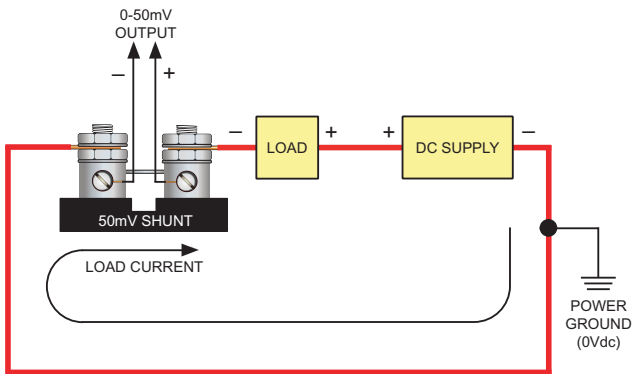 0-50mV
OUTPUT
– +
– LOAD + + DC SUPPLY –
50mV SHUNT
LOAD CURRENT
POWER
GROUND
(0Vdc)